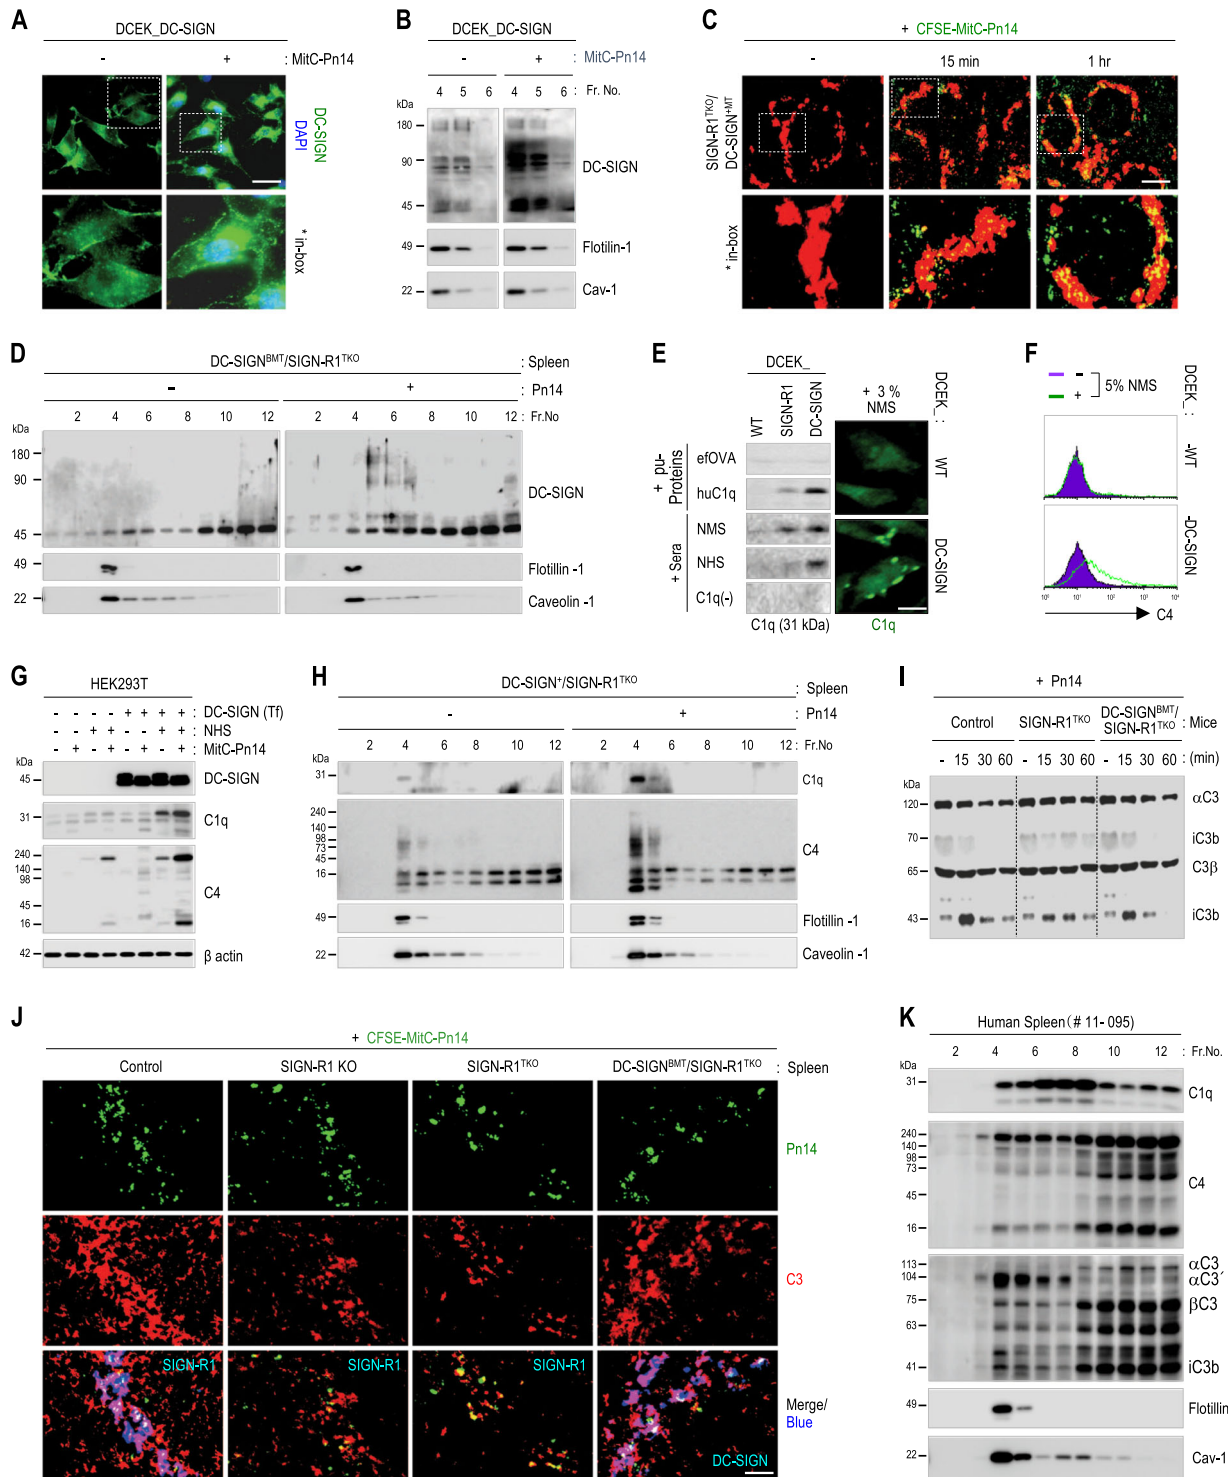 A
DCEK_DC-SIGN
- + : MitC-Pn14
DC-SIGN
DAPI
* in-box
B
DCEK_DC-SIGN
- + : MitC-Pn14
4 5 6 4 5 6 : Fr. No.
kDa
180
90
45
DC-SIGN
49
Flotilin-1
22
Cav-1
C
+ CFSE-MitC-Pn14
- 15 min 1 hr
SIGN-R1TKO/
DC-SIGN+MT
* in-box
D
DC-SIGNBMT/SIGN-R1TKO : Spleen
- + : Pn14
2 4 6 8 10 12 2 4 6 8 10 12 : Fr.No
kDa
180
90
45
DC-SIGN
49
Flotillin -1
22
Caveolin -1
E
DCEK_
WT
SIGN-R1
DC-SIGN
+ 3 %
NMS
DCEK_ :
+ pu-
Proteins
efOVA
huC1q
+ Sera
NMS
NHS
C1q(-)
WT
DC-SIGN
C1q (31 kDa)
C1q
F
-
+
5% NMS
DCEK_ :
-WT
-DC-SIGN
10⁰ 10¹ 10² 10³ 10⁴
C4
G
HEK293T
- - - - + + + + : DC-SIGN (Tf)
- - + + - - + + : NHS
- + - + - + - + : MitC-Pn14
kDa
45
DC-SIGN
31
C1q
240
140
98
45
16
C4
42
β actin
H
DC-SIGN+/SIGN-R1TKO : Spleen
- + : Pn14
2 4 6 8 10 12 2 4 6 8 10 12 : Fr.No
kDa
31
C1q
240
140
98
73
45
16
C4
49
Flotillin -1
22
Caveolin -1
I
+ Pn14
Control SIGN-R1TKO DC-SIGNBMT/
SIGN-R1TKO : Mice
- 15 30 60 - 15 30 60 - 15 30 60 : (min)
kDa
120
αC3
70
iC3b
65
C3β
43
iC3b
J
+ CFSE-MitC-Pn14
Control SIGN-R1 KO SIGN-R1TKO DC-SIGNBMT/SIGN-R1TKO : Spleen
Pn14
C3
SIGN-R1 SIGN-R1 SIGN-R1
Merge/
Blue
DC-SIGN
K
Human Spleen (# 11- 095)
2 4 6 8 10 12 : Fr.No.
kDa
31
C1q
240
140
98
73
45
16
C4
113
104
75
63
41
αC3
αC3´
βC3
iC3b
49
Flotillin
22
Cav-1